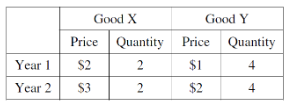 Good X Good Y
Price Quantity Price Quantity
Year 1 $2 2 $1 4
Year 2 $3 2 $2 4